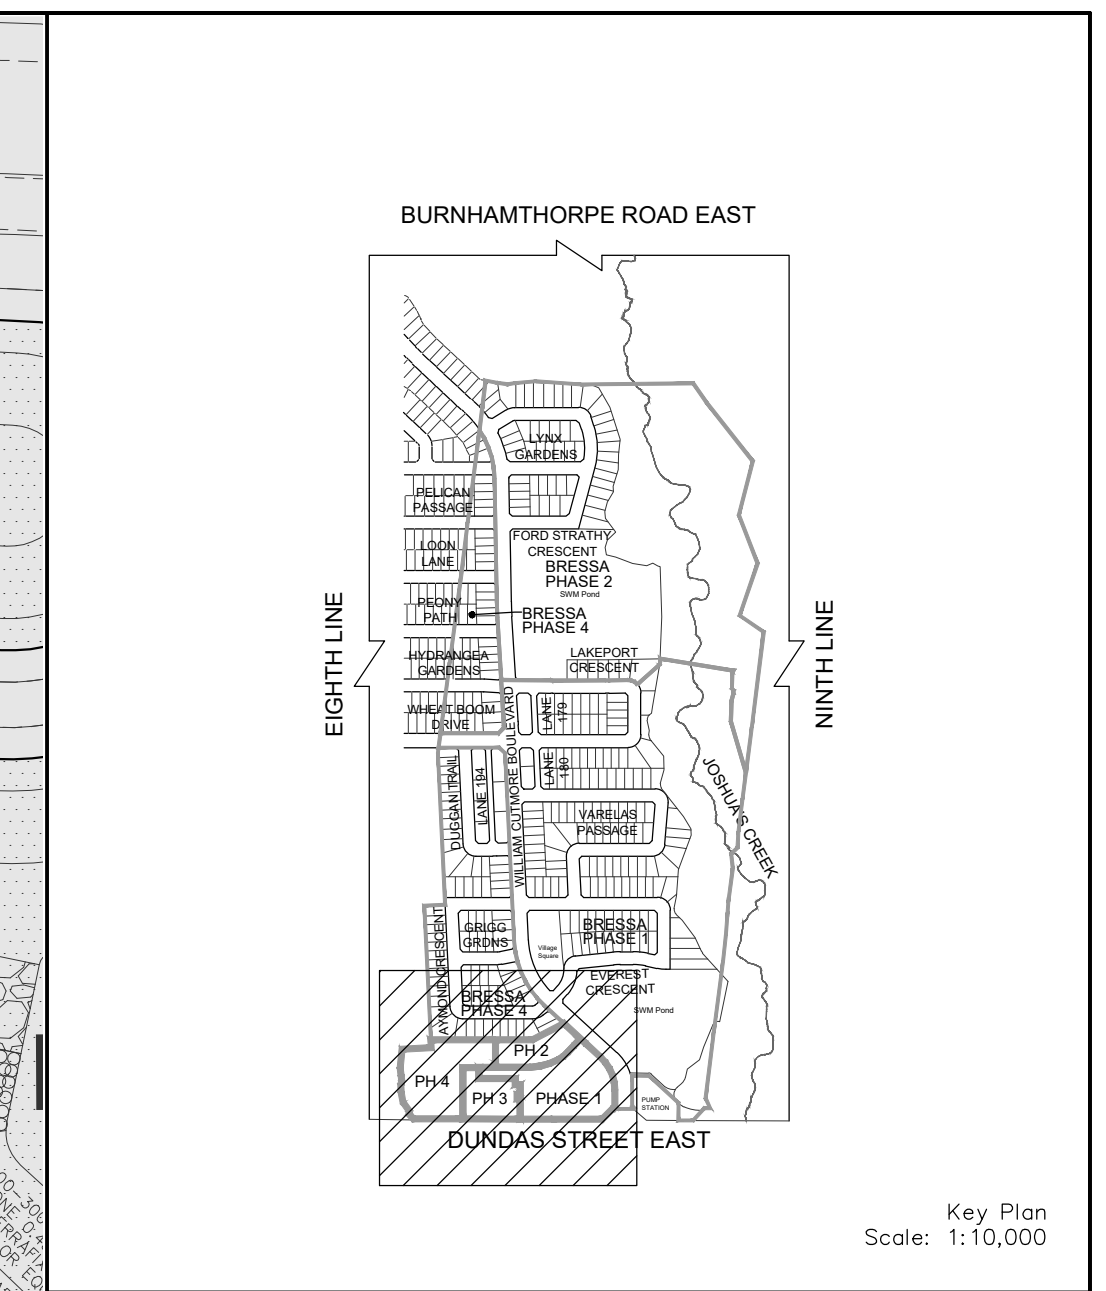 BURNHAMTHORPE ROAD EAST
LYNX
GARDENS
PELICAN
PASSAGE
FORD STRATHY
CRESCENT
LOON
LANE
BRESSA
PHASE 2
SWM Pond
PEONY
PATH
BRESSA
PHASE 4
EIGHTH LINE
NINTH LINE
HYDRANGEA
GARDENS
LAKEPORT
CRESCENT
WHEAT BOOM
DRIVE
WILLIAM CUTMORE BOULEVARD
LANE
179
LANE
180
DUGGAN TRAIL
LANE 194
JOSHUA'S CREEK
VARELAS
PASSAGE
AYMOND CRESCENT
GRIGG
GRDNS
Village
Square
BRESSA
PHASE 1
EVEREST
CRESCENT
BRESSA
PHASE 4
SWM Pond
PH 2
PH 4
PH 3
PHASE 1
PUMP
STATION
DUNDAS STREET EAST
Key Plan
Scale: 1:10,000